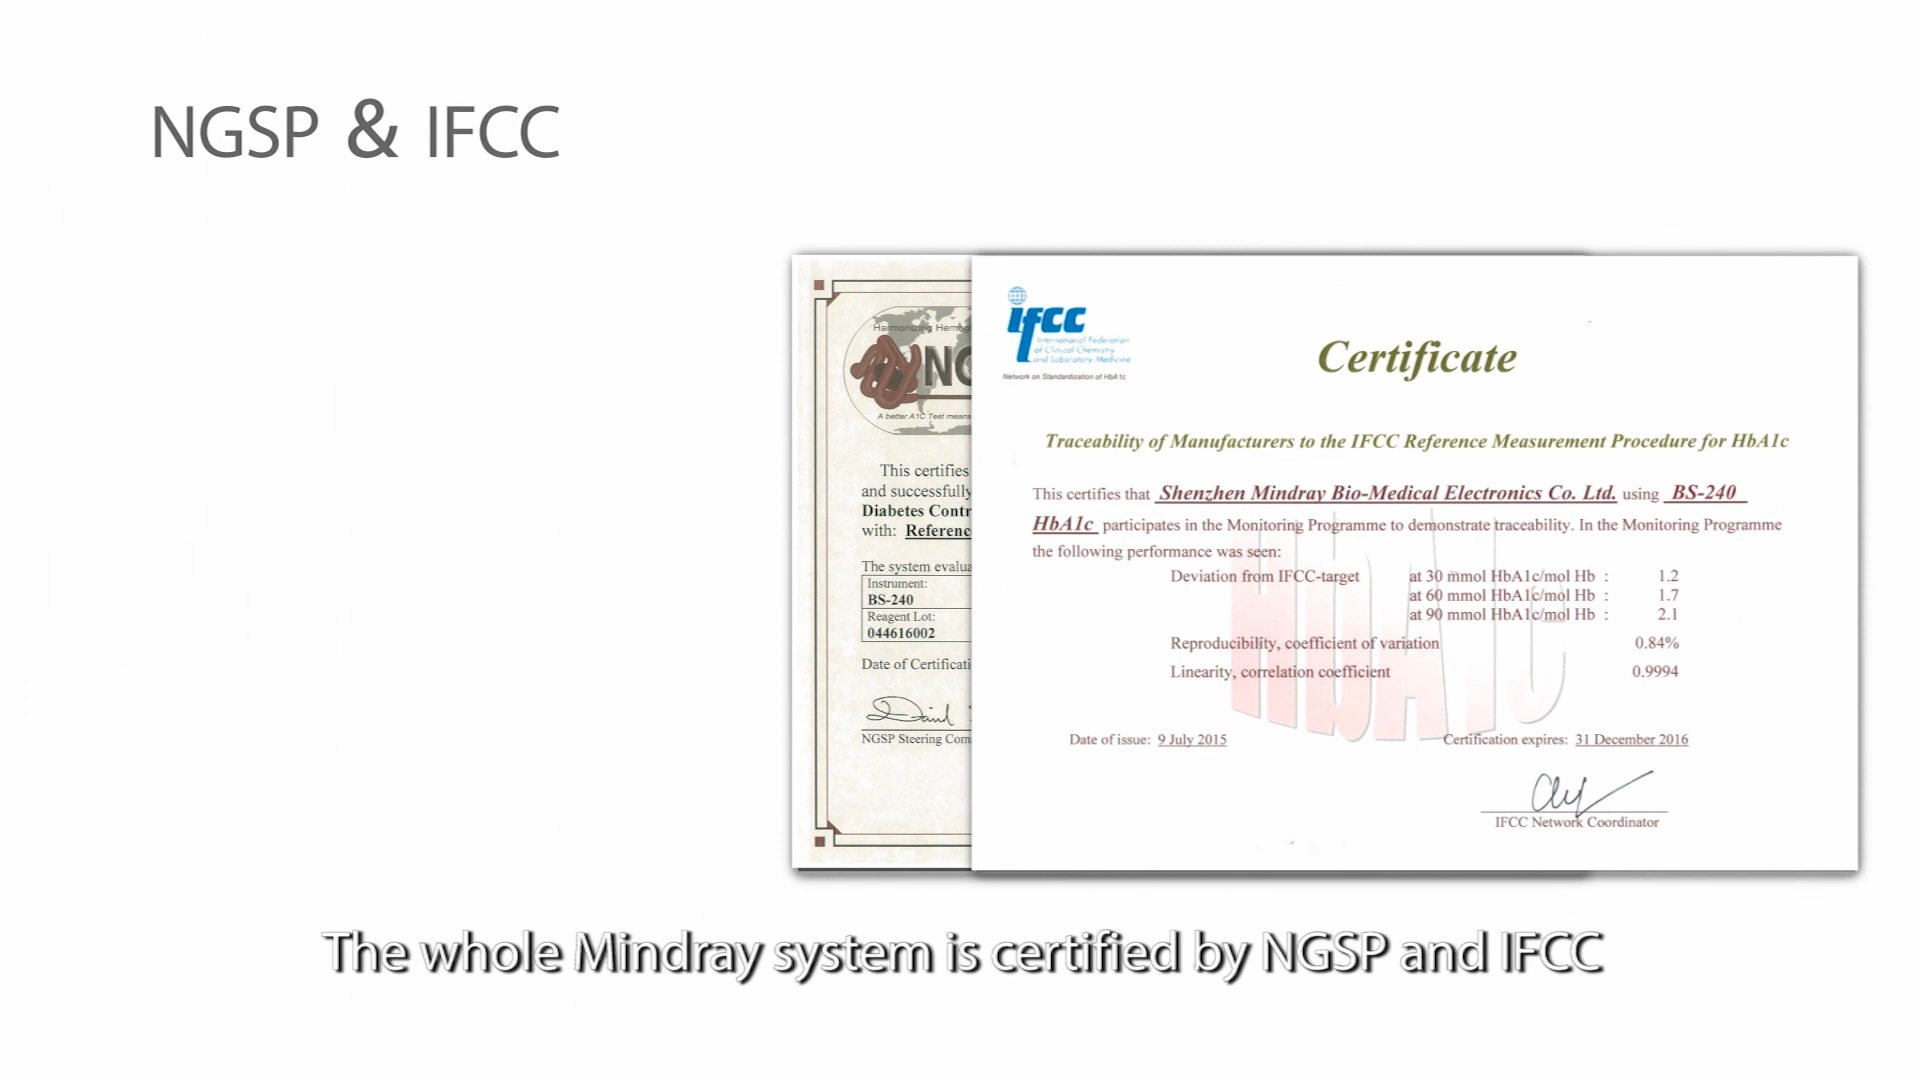 NGSP & IFCC
Harmonizing Hemog
NG
A better A1C Test means
This certifies
and successfully
Diabetes Contr
with: Referenc
The system evalua
Instrument:
BS-240
Reagent Lot:
044616002
Date of Certificati
NGSP Steering Com
ifcc
International Federation
of Clinical Chemistry
and Laboratory Medicine
Network on Standardization of HbA1c
Certificate
Traceability of Manufacturers to the IFCC Reference Measurement Procedure for HbA1c
This certifies that Shenzhen Mindray Bio-Medical Electronics Co. Ltd. using BS-240
HbA1c participates in the Monitoring Programme to demonstrate traceability. In the Monitoring Programme
the following performance was seen:
Deviation from IFCC-target at 30 mmol HbA1c/mol Hb : 1.2
at 60 mmol HbA1c/mol Hb : 1.7
at 90 mmol HbA1c/mol Hb : 2.1
Reproducibility, coefficient of variation 0.84%
Linearity, correlation coefficient 0.9994
HbA1c
Date of issue: 9 July 2015 Certification expires: 31 December 2016
IFCC Network Coordinator
The whole Mindray system is certified by NGSP and IFCC